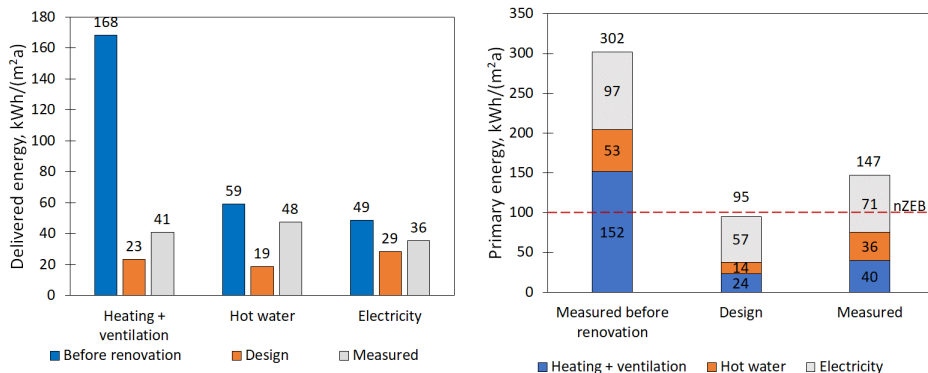 Delivered energy, kWh/(m²a)
180
160
140
120
100
80
60
40
20
0
168
23
41
59
19
48
49
29
36
Heating +
ventilation
Hot water
Electricity
Before renovation
Design
Measured
Primary energy, kWh/(m²a)
350
300
250
200
150
100
50
0
302
97
53
152
95
57
14
24
147
71
36
40
nZEB
Measured before
renovation
Design
Measured
Heating + ventilation
Hot water
Electricity